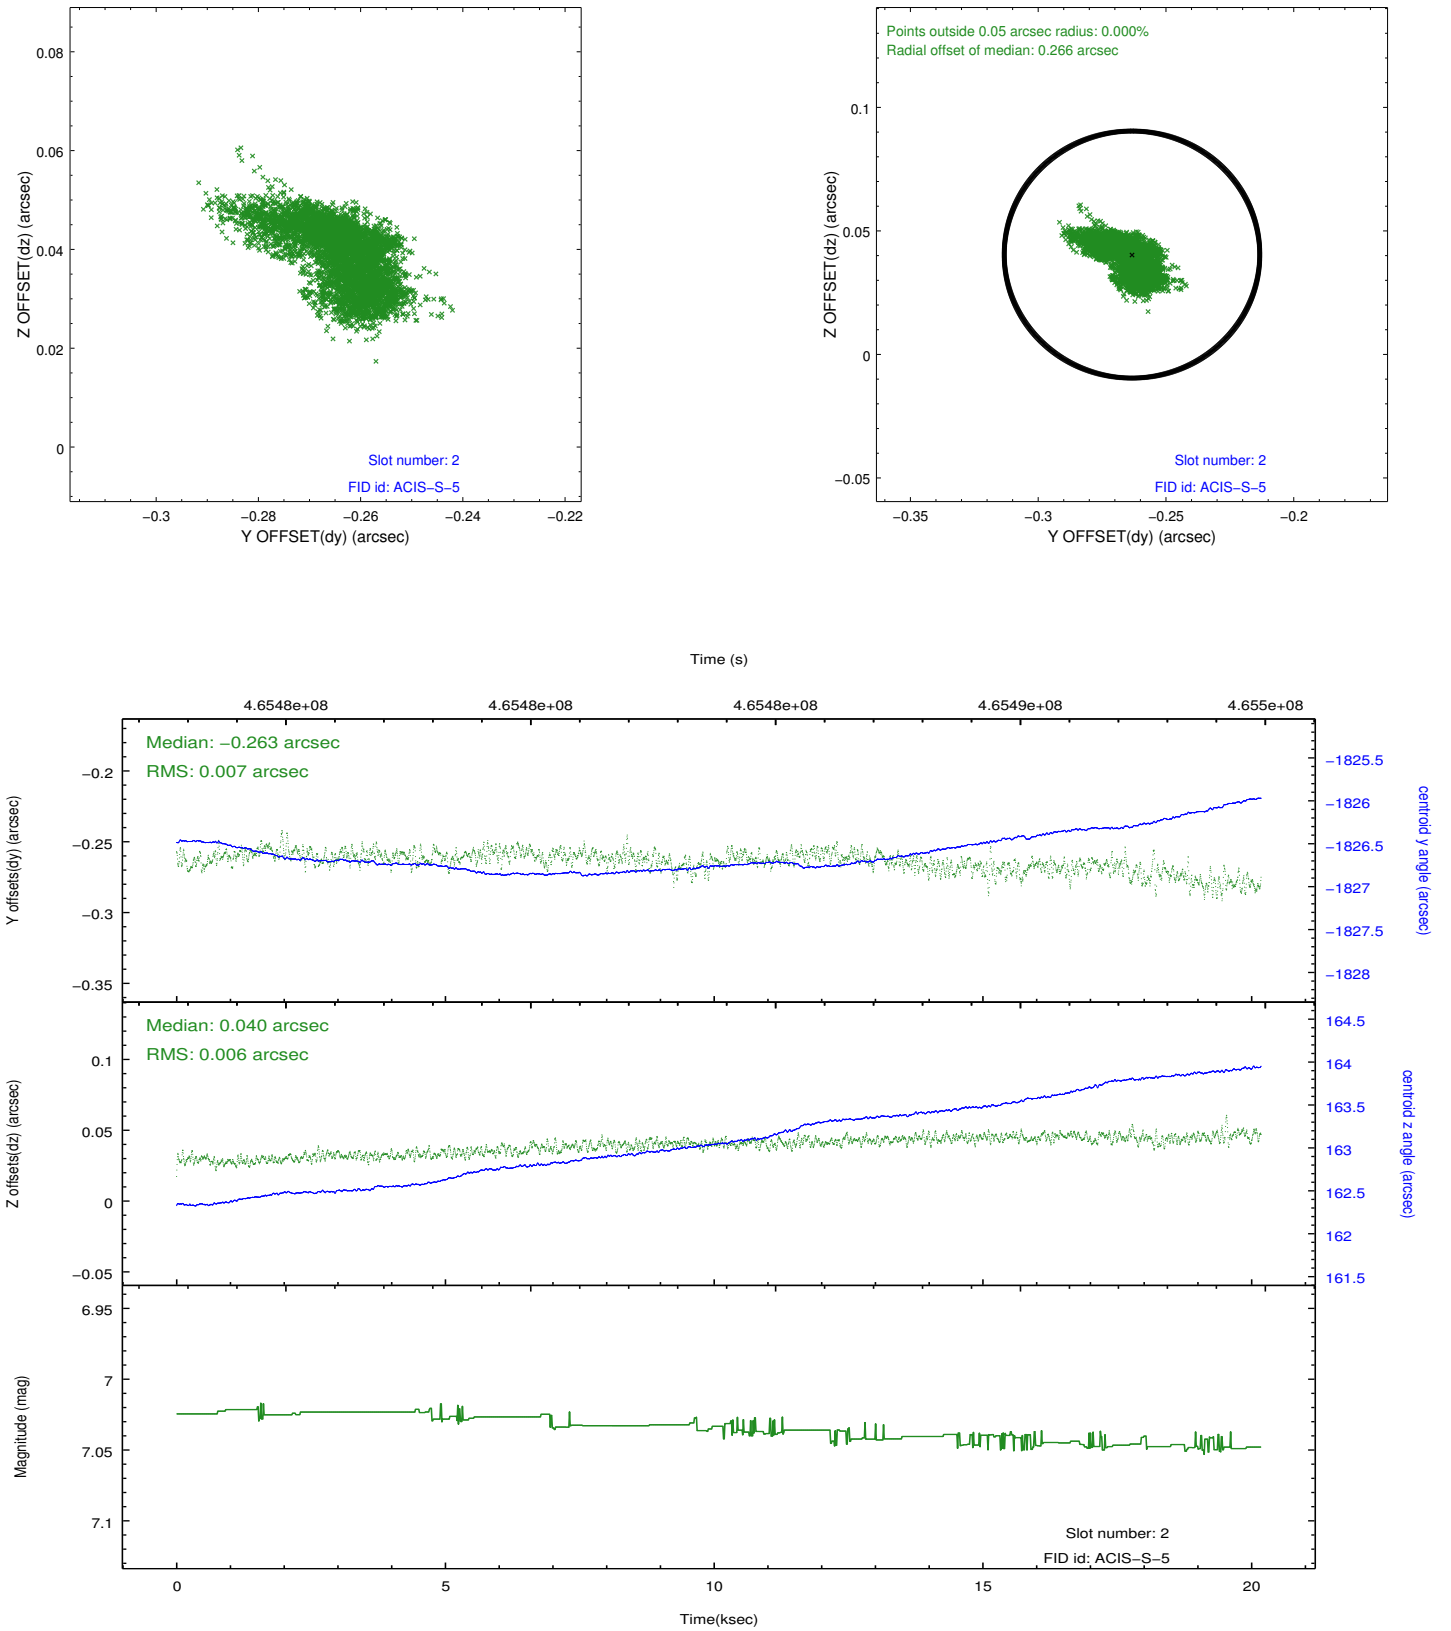 0.08
0.06
0.04
0.02
0
Z OFFSET(dz) (arcsec)
Slot number: 2
FID id: ACIS−S−5
−0.3 −0.28 −0.26 −0.24 −0.22
Y OFFSET(dy) (arcsec)
Points outside 0.05 arcsec radius: 0.000%
Radial offset of median: 0.266 arcsec
0.1
0.05
0
−0.05
Z OFFSET(dz) (arcsec)
Slot number: 2
FID id: ACIS−S−5
−0.35 −0.3 −0.25 −0.2
Y OFFSET(dy) (arcsec)
Time (s)
4.6548e+08 4.6548e+08 4.6548e+08 4.6549e+08 4.655e+08
Median: −0.263 arcsec
RMS: 0.007 arcsec
−0.2
−0.25
−0.3
−0.35
Y offsets(dy) (arcsec)
−1825.5
−1826
−1826.5
−1827
−1827.5
−1828
centroid y angle (arcsec)
Median: 0.040 arcsec
RMS: 0.006 arcsec
0.1
0.05
0
−0.05
Z offsets(dz) (arcsec)
164.5
164
163.5
163
162.5
162
161.5
centroid z angle (arcsec)
6.95
7
7.05
7.1
Magnitude (mag)
Slot number: 2
FID id: ACIS−S−5
0 5 10 15 20
Time(ksec)